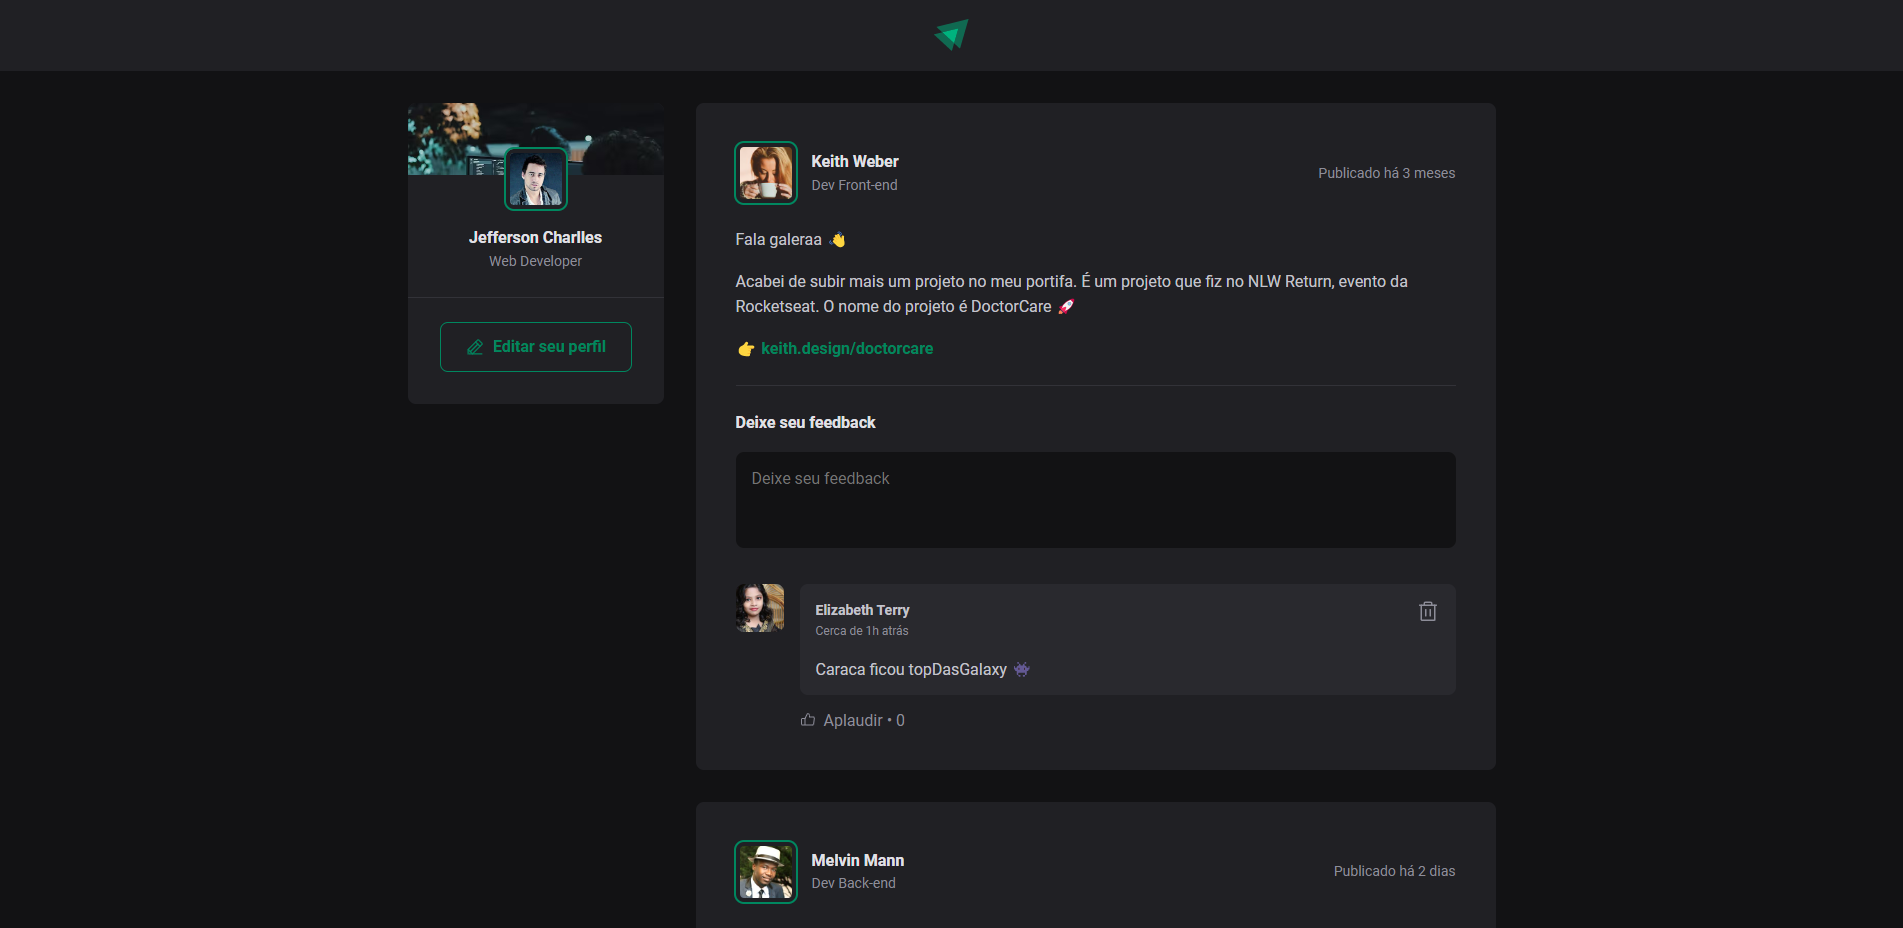 Jefferson Charlles
Web Developer
Editar seu perfil
Keith Weber
Dev Front-end
Publicado há 3 meses
Fala galeraa 👋
Acabei de subir mais um projeto no meu portifa. É um projeto que fiz no NLW Return, evento da
Rocketseat. O nome do projeto é DoctorCare 🚀
👉 keith.design/doctorcare
Deixe seu feedback
Deixe seu feedback
Elizabeth Terry
Cerca de 1h atrás
Caraca ficou topDasGalaxy 👾
Aplaudir • 0
Melvin Mann
Dev Back-end
Publicado há 2 dias